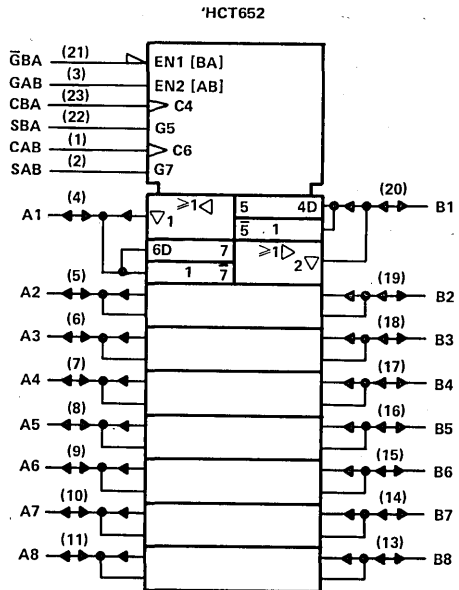 'HCT652
G̅BA (21) EN1 [BA]
GAB (3) EN2 [AB]
CBA (23) C4
SBA (22) G5
CAB (1) C6
SAB (2) G7
A1 (4) ≥1 ▽1 5 4D (20) B1
5̅ 1
6D 7 ≥1
1 7̅ 2▽
A2 (5) (19) B2
A3 (6) (18) B3
A4 (7) (17) B4
A5 (8) (16) B5
A6 (9) (15) B6
A7 (10) (14) B7
A8 (11) (13) B8